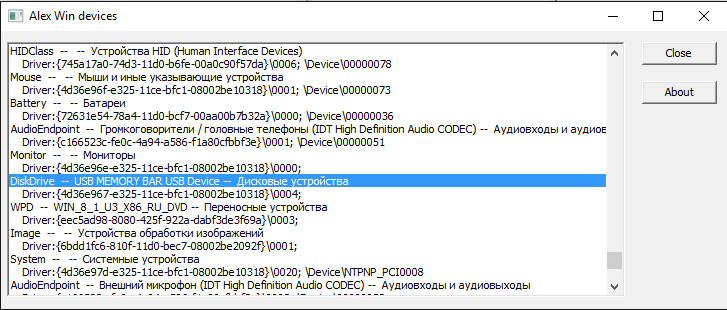 Alex Win devices
HIDClass -- -- Устройства HID (Human Interface Devices)
Driver:{745a17a0-74d3-11d0-b6fe-00a0c90f57da}\0006; \Device\00000078
Mouse -- -- Мыши и иные указывающие устройства
Driver:{4d36e96f-e325-11ce-bfc1-08002be10318}\0001; \Device\00000073
Battery -- -- Батареи
Driver:{72631e54-78a4-11d0-bcf7-00aa00b7b32a}\0000; \Device\00000036
AudioEndpoint -- Громкоговорители / головные телефоны (IDT High Definition Audio CODEC) -- Аудиовходы и аудиов
Driver:{c166523c-fe0c-4a94-a586-f1a80cfbbf3e}\0001; \Device\00000051
Monitor -- -- Мониторы
Driver:{4d36e96e-e325-11ce-bfc1-08002be10318}\0000;
DiskDrive -- USB MEMORY BAR USB Device -- Дисковые устройства
Driver:{4d36e967-e325-11ce-bfc1-08002be10318}\0004;
WPD -- WIN_8_1_U3_X86_RU_DVD -- Переносные устройства
Driver:{eec5ad98-8080-425f-922a-dabf3de3f69a}\0003;
Image -- -- Устройства обработки изображений
Driver:{6bdd1fc6-810f-11d0-bec7-08002be2092f}\0001;
System -- -- Системные устройства
Driver:{4d36e97d-e325-11ce-bfc1-08002be10318}\0020; \Device\NTPNP_PCI0008
AudioEndpoint -- Внешний микрофон (IDT High Definition Audio CODEC) -- Аудиовходы и аудиовыходы
Close
About